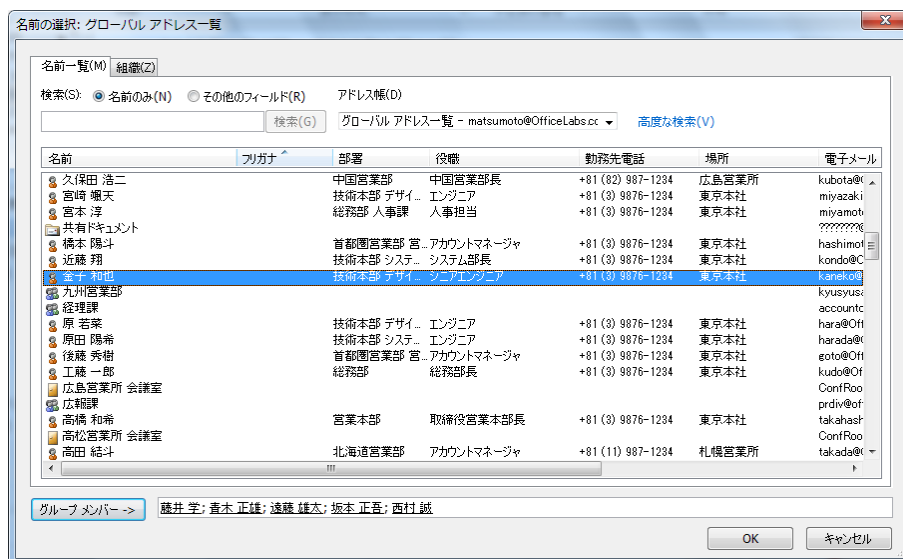 名前の選択: グローバル アドレス一覧
名前一覧(M) 組織(Z)
検索(S): 名前のみ(N) その他のフィールド(R) アドレス帳(D)
検索(G) グローバル アドレス一覧 - matsumoto@OfficeLabs.cc 高度な検索(V)
名前 フリガナ 部署 役職 勤務先電話 場所 電子メール
久保田 浩二 中国営業部 中国営業部長 +81 (82) 987-1234 広島営業所 kubota@
宮崎 颯天 技術本部 デザイ... エンジニア +81 (3) 9876-1234 東京本社 miyazaki
宮本 淳 総務部 人事課 人事担当 +81 (3) 9876-1234 東京本社 miyamot
共有ドキュメント ????????@
橋本 陽斗 首都圏営業部 営... アカウントマネージャ +81 (3) 9876-1234 東京本社 hashimot
近藤 翔 技術本部 システ... システム部長 +81 (3) 9876-1234 東京本社 kondo@O
金子 和也 技術本部 デザイ... シニアエンジニア +81 (3) 9876-1234 東京本社 kaneko@
九州営業部 kyusyusa
経理課 accountc
原 若菜 技術本部 デザイ... エンジニア +81 (3) 9876-1234 東京本社 hara@Off
原田 陽希 技術本部 システ... エンジニア +81 (3) 9876-1234 東京本社 harada@
後藤 秀樹 首都圏営業部 営... アカウントマネージャ +81 (3) 9876-1234 東京本社 goto@Off
工藤 一郎 総務部 総務部長 +81 (3) 9876-1234 東京本社 kudo@Of
広島営業所 会議室 ConfRoo
広報課 prdiv@of
高橋 和希 営業本部 取締役営業本部長 +81 (3) 9876-1234 東京本社 takahash
高松営業所 会議室 ConfRoo
高田 結斗 北海道営業部 アカウントマネージャ +81 (11) 987-1234 札幌営業所 takada@
グループ メンバー -> 藤井 学; 青木 正雄; 遠藤 雄太; 坂本 正吾; 西村 誠
OK キャンセル